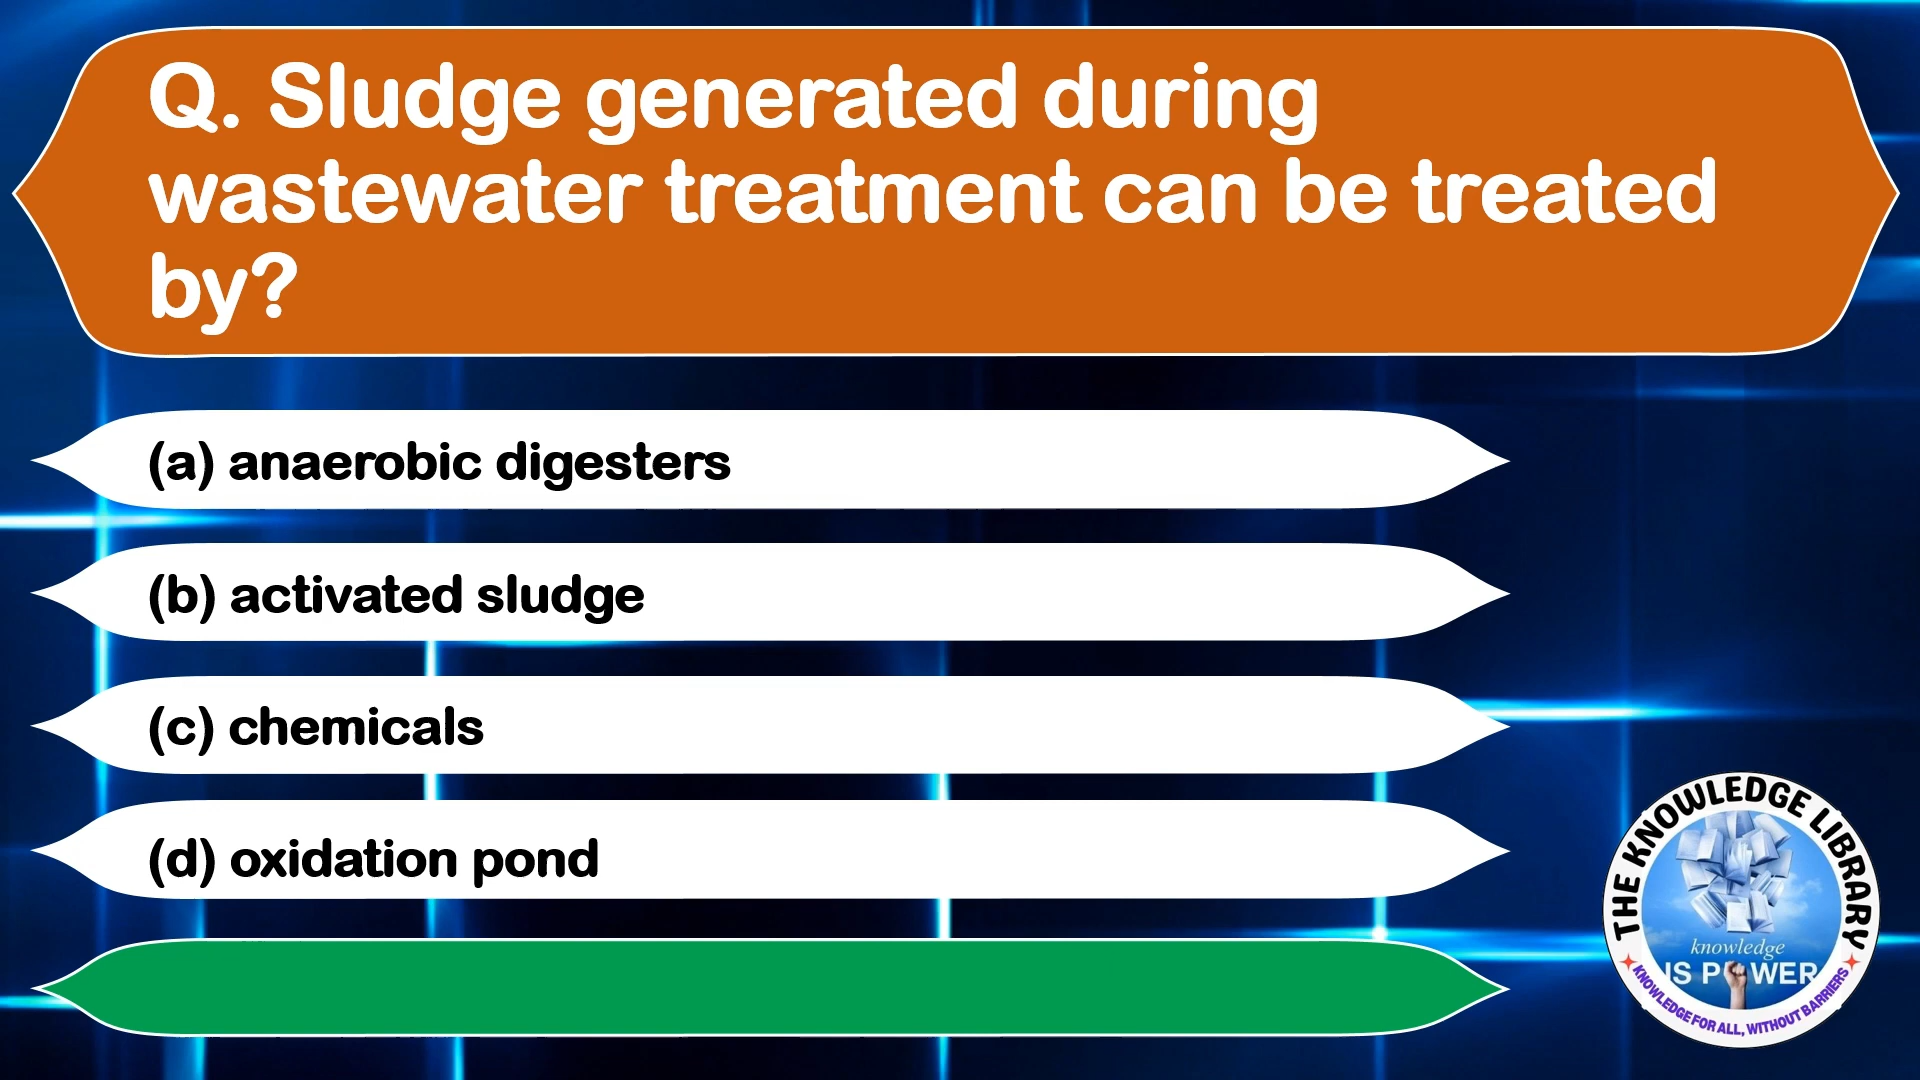 Q. Sludge generated during
wastewater treatment can be treated
by?
(a) anaerobic digesters
(b) activated sludge
(c) chemicals
(d) oxidation pond
THE KNOWLEDGE LIBRARY
knowledge
IS POWER
KNOWLEDGE FOR ALL, WITHOUT BARRIERS